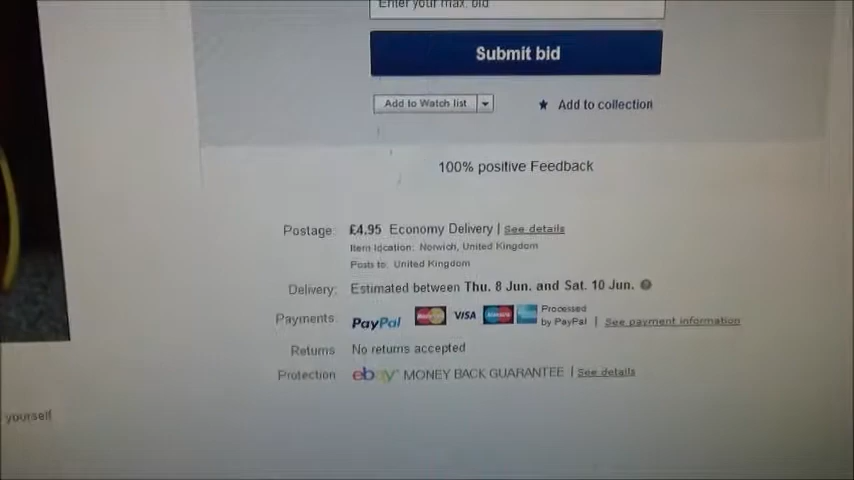 Enter your max. bid
Submit bid
Add to Watch list
Add to collection
100% positive Feedback
Postage: £4.95 Economy Delivery | See details
Item location: Norwich, United Kingdom
Posts to: United Kingdom
Delivery: Estimated between Thu. 8 Jun. and Sat. 10 Jun.
Payments: PayPal MasterCard VISA Maestro Processed by PayPal | See payment information
Returns: No returns accepted
Protection: ebay MONEY BACK GUARANTEE | See details
yourself